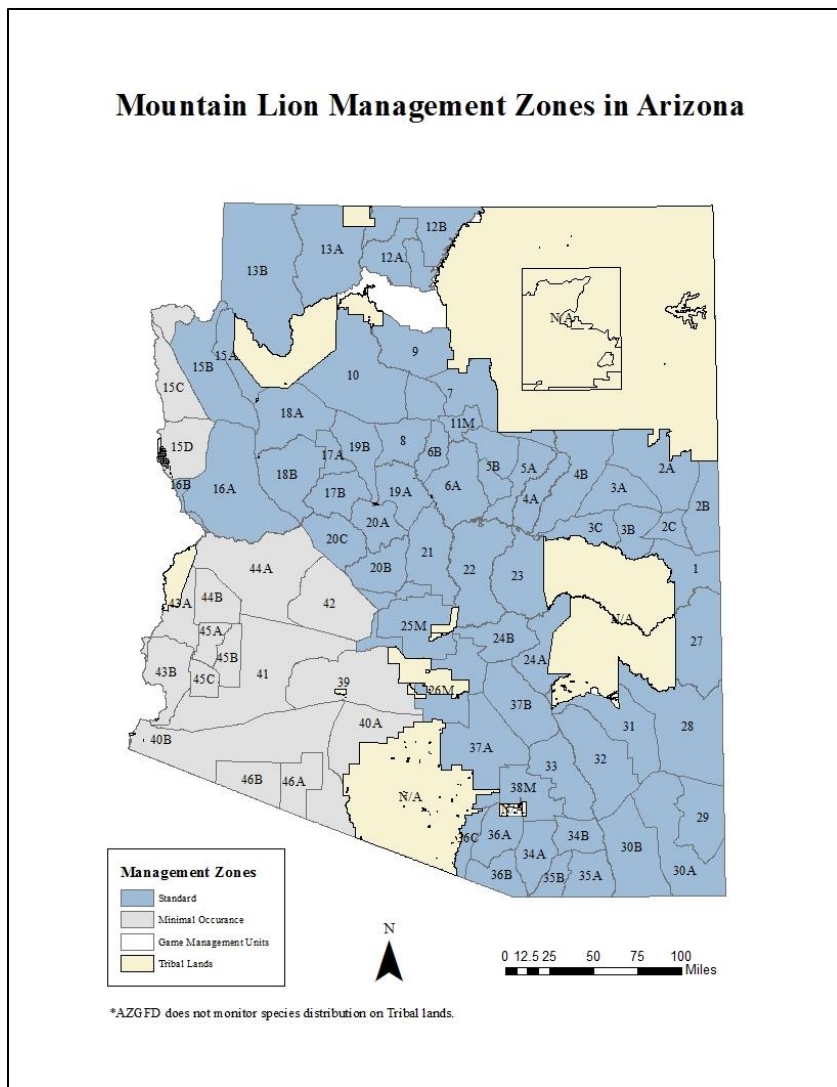 Mountain Lion Management Zones in Arizona
12B
13A
12A
13B
N/A
15A
15B
9
10
15C
7
18A
11M
15D
17A
19B
8
6B
5B
5A
4B
2A
18B
16B
16A
17B
19A
6A
4A
3A
2B
20A
3C
3B
2C
20C
21
20B
22
23
1
44A
42
43A
44B
25M
N/A
45A
24B
27
43B
45B
24A
45C
41
39
26M
37B
40A
31
28
40B
37A
33
32
46B
46A
38M
N/A
29
36C
36A
34B
34A
30B
36B
35B
35A
30A
Management Zones
Standard
Minimal Occurance
Game Management Units
Tribal Lands
N
0 12.5 25 50 75 100
Miles
*AZGFD does not monitor species distribution on Tribal lands.